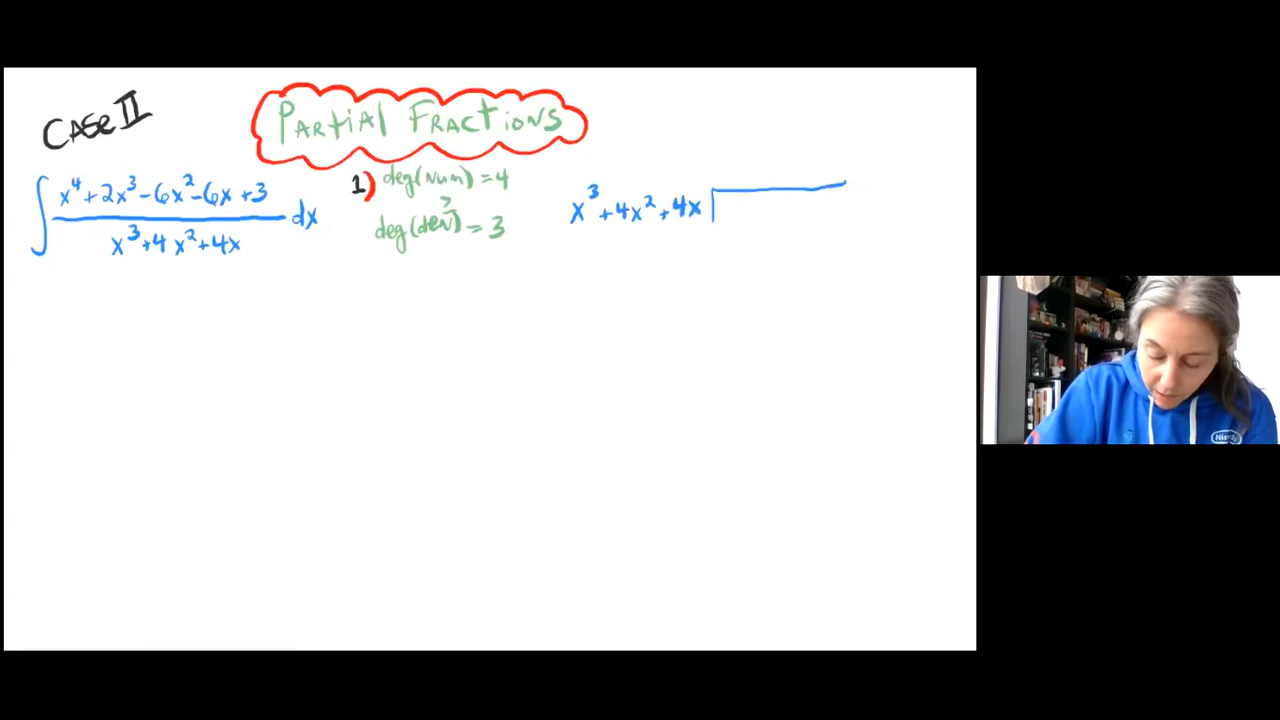 CASE II
PARTIAL FRACTIONS
∫ (x⁴ + 2x³ - 6x² - 6x + 3) / (x³ + 4x² + 4x) dx
1) deg(Num) = 4
>
deg(den) = 3
x³ + 4x² + 4x